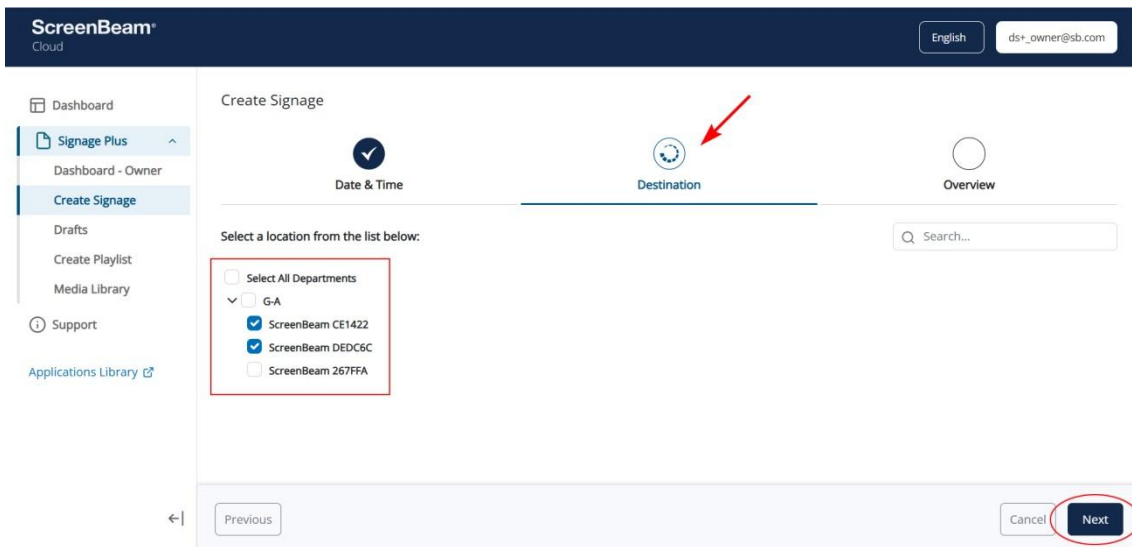 ScreenBeam®
Cloud
English
ds+_owner@sb.com
Dashboard
Signage Plus
Dashboard - Owner
Create Signage
Drafts
Create Playlist
Media Library
Support
Applications Library
Create Signage
Date & Time
Destination
Overview
Select a location from the list below:
Search...
Select All Departments
G-A
ScreenBeam CE1422
ScreenBeam DEDC6C
ScreenBeam 267FFA
Previous
Cancel
Next